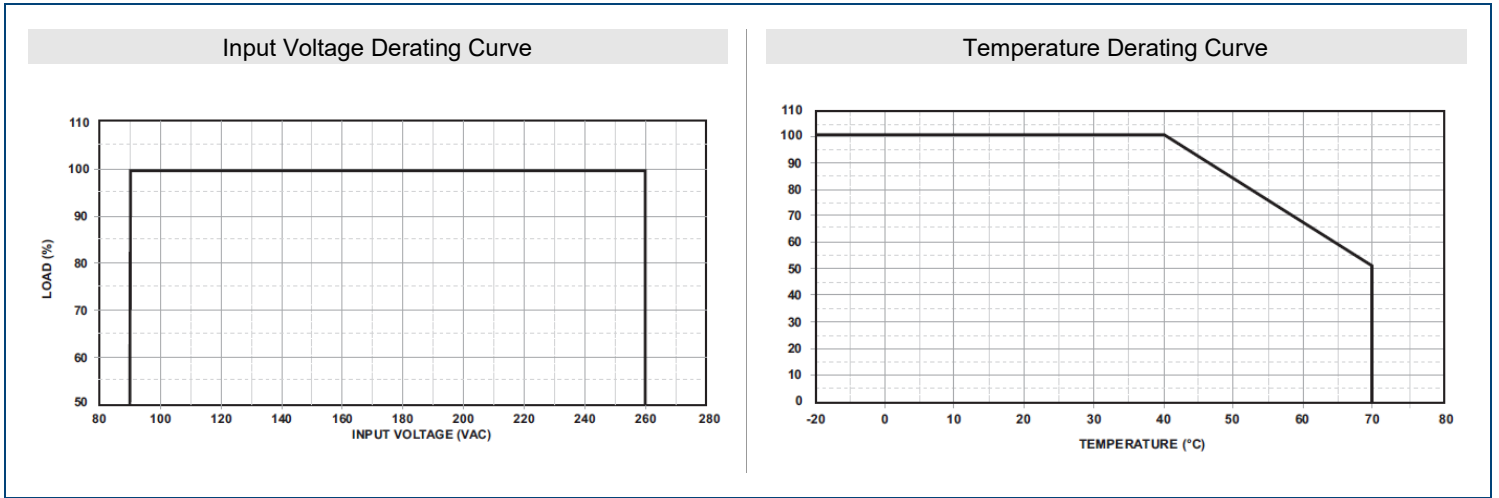 Input Voltage Derating Curve
110
100
90
80
70
60
50
LOAD (%)
80 100 120 140 160 180 200 220 240 260 280
INPUT VOLTAGE (VAC)
Temperature Derating Curve
110
100
90
80
70
60
50
40
30
20
10
0
-20 0 10 20 30 40 50 60 70 80
TEMPERATURE (°C)